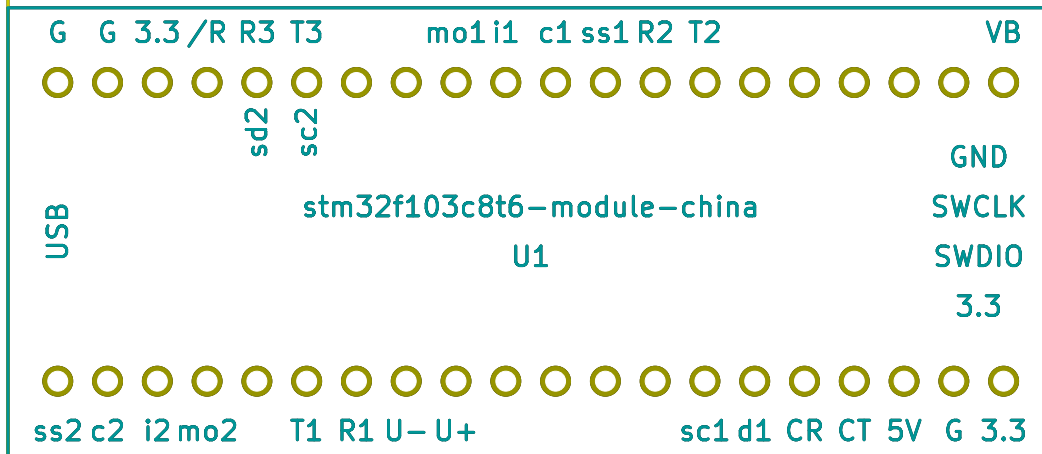 G G 3.3 /R R3 T3 mo1 i1 c1 ss1 R2 T2 VB
sd2 sc2
GND
USB
stm32f103c8t6-module-china
SWCLK
U1
SWDIO
3.3
ss2 c2 i2 mo2 T1 R1 U- U+ sc1 d1 CR CT 5V G 3.3